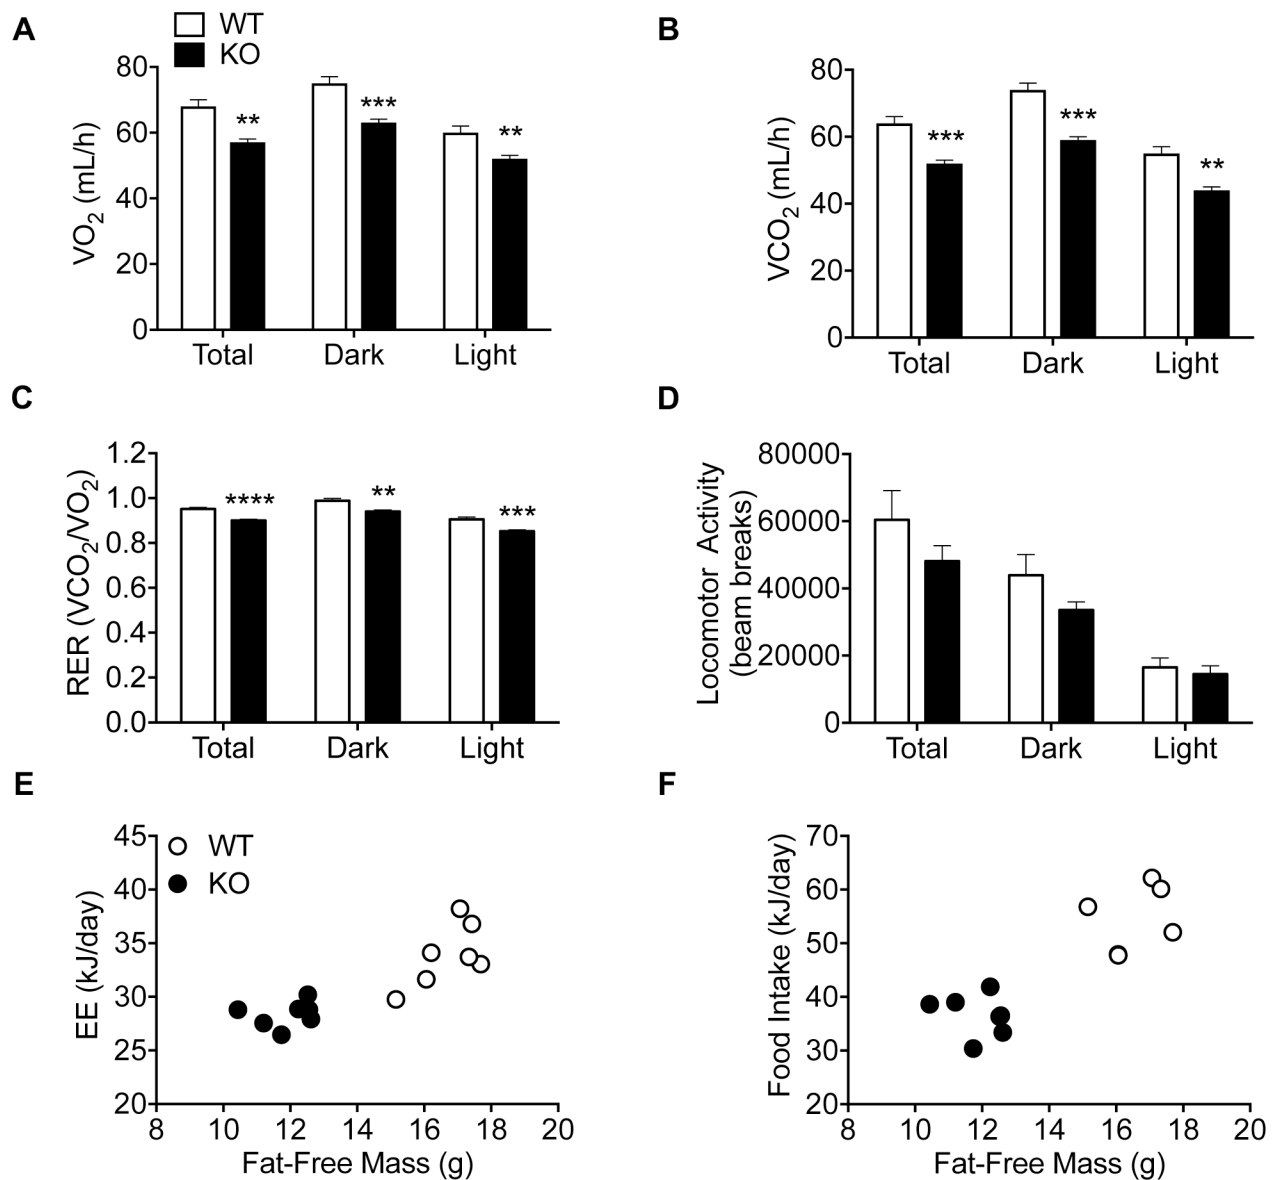 A
WT
KO
80
60
40
20
0
VO2 (mL/h)
**
***
**
Total Dark Light
B
80
60
40
20
0
VCO2 (mL/h)
***
***
**
Total Dark Light
C
1.2
1.0
0.8
0.6
0.4
0.2
0.0
RER (VCO2/VO2)
****
**
***
Total Dark Light
D
80000
60000
40000
20000
0
Locomotor Activity
(beam breaks)
Total Dark Light
E
WT
KO
45
40
35
30
25
20
EE (kJ/day)
8 10 12 14 16 18 20
Fat-Free Mass (g)
F
70
60
50
40
30
20
Food Intake (kJ/day)
8 10 12 14 16 18 20
Fat-Free Mass (g)